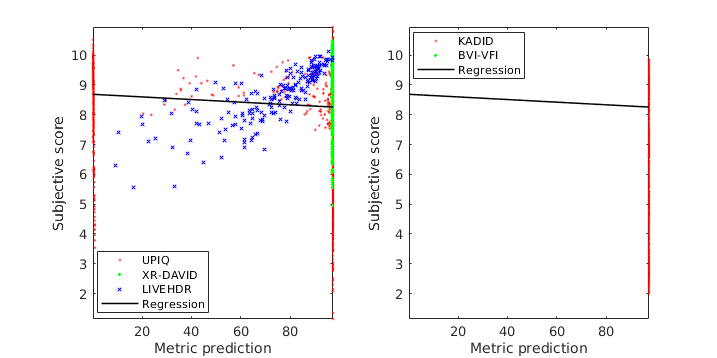 10
9
8
7
6
5
4
3
2
Subjective score
UPIQ
XR-DAVID
LIVEHDR
Regression
20
40
60
80
Metric prediction
10
9
8
7
6
5
4
3
2
Subjective score
KADID
BVI-VFI
Regression
20
40
60
80
Metric prediction